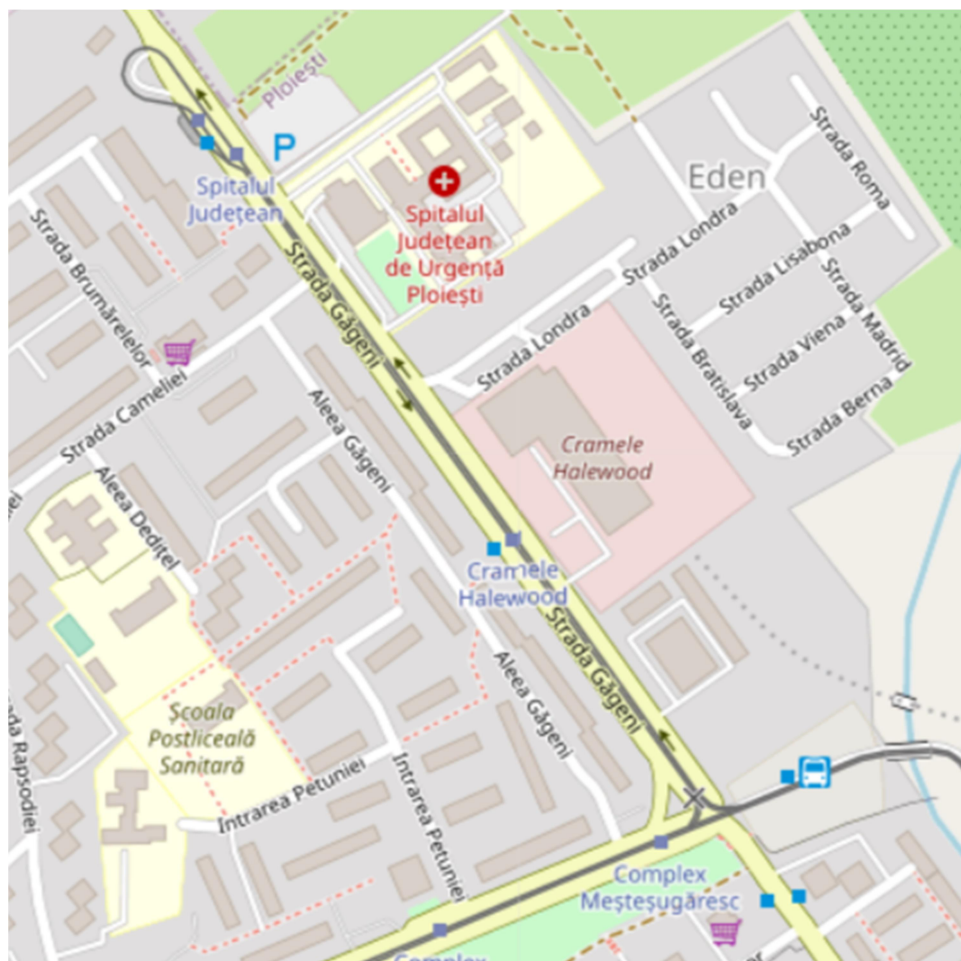 Ploiești
P
Eden
Strada Roma
Spitalul
Județean
Spitalul
Județean
de Urgență
Ploiești
Strada Londra
Strada Lisabona
Strada Brumărelelor
Strada Găgeni
Strada Madrid
Strada Viena
Strada Londra
Strada Bratislava
Strada Berna
Strada Cameliei
Aleea Găgeni
Cramele
Halewood
Aleea Dedițel
Cramele
Halewood
Strada Găgeni
Aleea Găgeni
Școala
Postliceală
Sanitară
Strada Rapsodiei
Intrarea Petuniei
Intrarea Petuniei
Complex
Meșteșugăresc
Complex